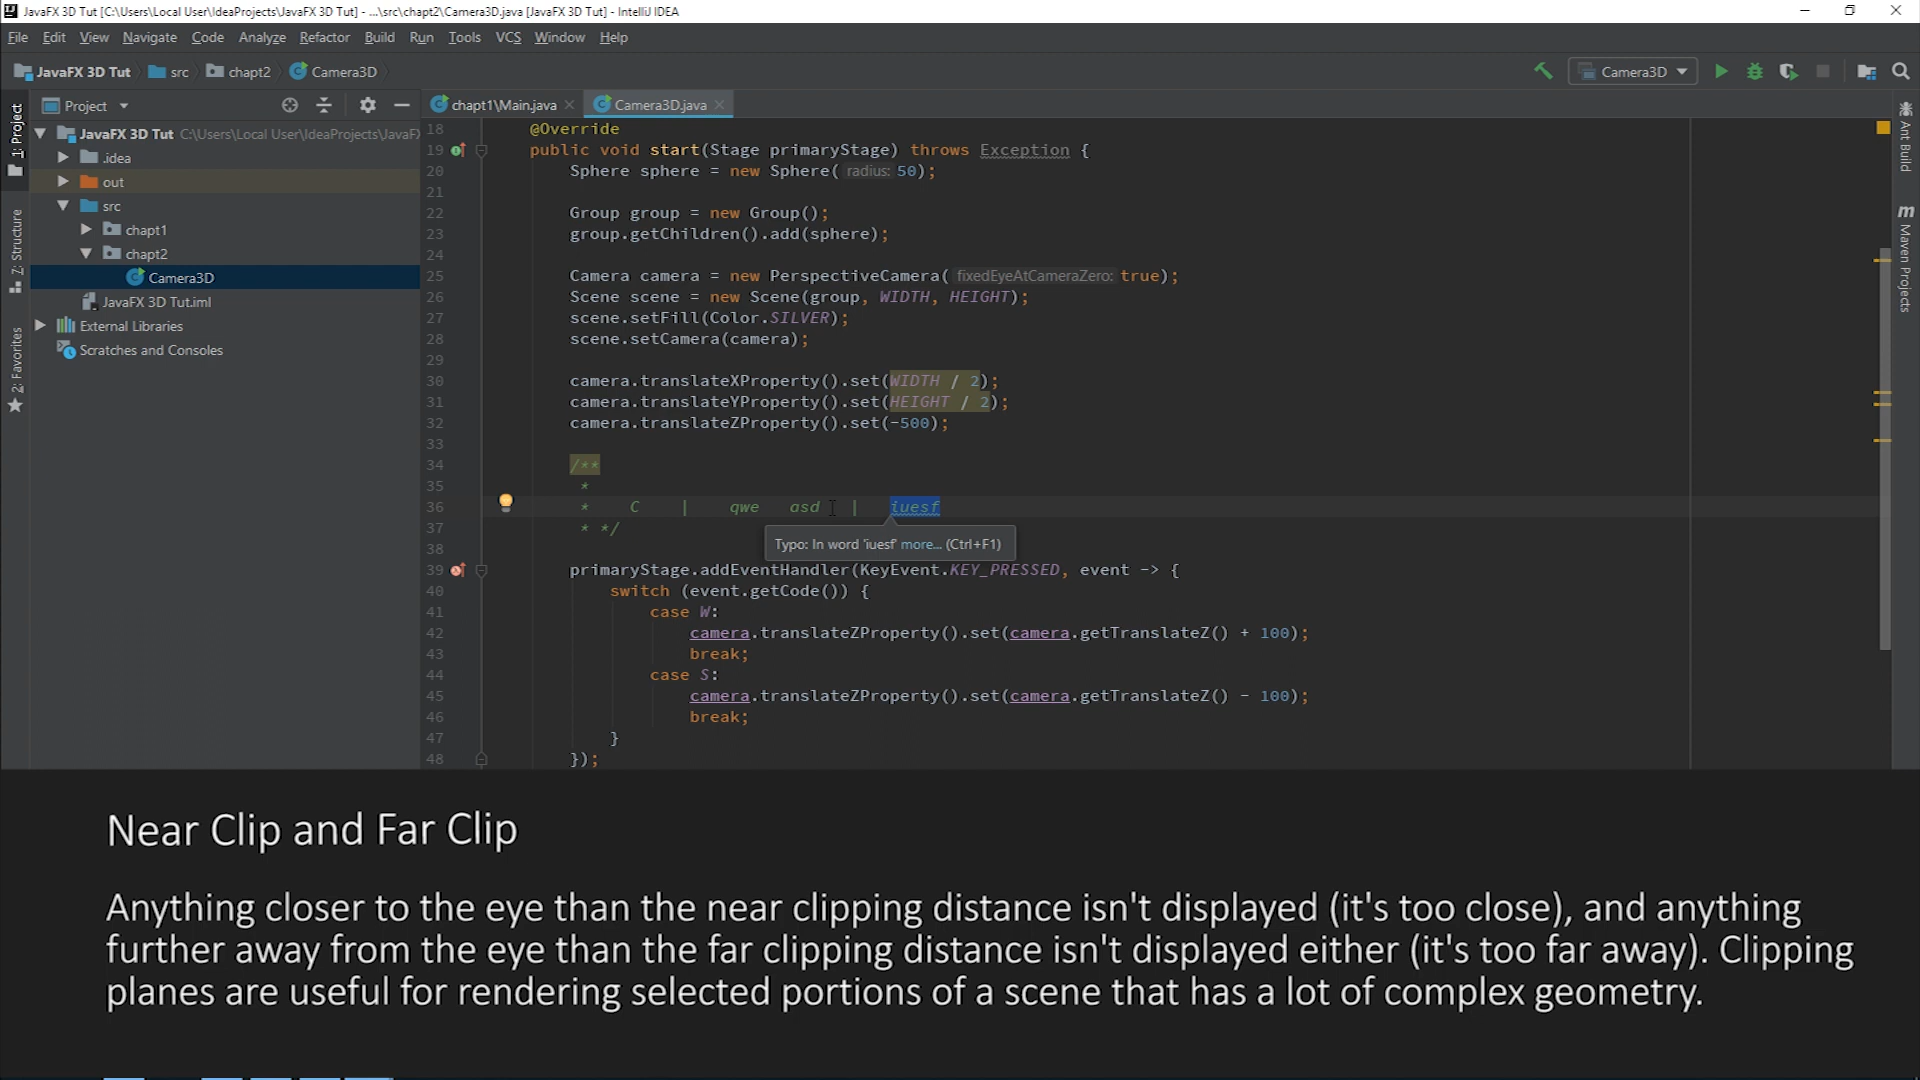 JavaFX 3D Tut [C:\Users\Local User\IdeaProjects\JavaFX 3D Tut] - ...\src\chapt2\Camera3D.java [JavaFX 3D Tut] - IntelliJ IDEA
File Edit View Navigate Code Analyze Refactor Build Run Tools VCS Window Help
JavaFX 3D Tut src chapt2 Camera3D Camera3D
Project chapt1\Main.java Camera3D.java
1: Project
Z: Structure
2: Favorites
JavaFX 3D Tut C:\Users\Local User\IdeaProjects\JavaFX
.idea
out
src
chapt1
chapt2
Camera3D
JavaFX 3D Tut.iml
External Libraries
Scratches and Consoles
18 @Override
19 public void start(Stage primaryStage) throws Exception {
20 Sphere sphere = new Sphere( radius: 50);
21
22 Group group = new Group();
23 group.getChildren().add(sphere);
24
25 Camera camera = new PerspectiveCamera( fixedEyeAtCameraZero: true);
26 Scene scene = new Scene(group, WIDTH, HEIGHT);
27 scene.setFill(Color.SILVER);
28 scene.setCamera(camera);
29
30 camera.translateXProperty().set(WIDTH / 2);
31 camera.translateYProperty().set(HEIGHT / 2);
32 camera.translateZProperty().set(-500);
33
34 /**
35 *
36 * C | qwe asd | iuesf
37 * */
Typo: In word 'iuesf' more... (Ctrl+F1)
38
39 primaryStage.addEventHandler(KeyEvent.KEY_PRESSED, event -> {
40 switch (event.getCode()) {
41 case W:
42 camera.translateZProperty().set(camera.getTranslateZ() + 100);
43 break;
44 case S:
45 camera.translateZProperty().set(camera.getTranslateZ() - 100);
46 break;
47 }
48 });
Ant Build
Maven Projects
Near Clip and Far Clip
Anything closer to the eye than the near clipping distance isn't displayed (it's too close), and anything
further away from the eye than the far clipping distance isn't displayed either (it's too far away). Clipping
planes are useful for rendering selected portions of a scene that has a lot of complex geometry.